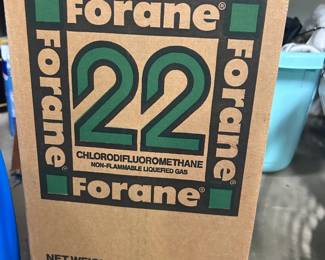 Forane®
Forane®
22
Forane®
CHLORODIFLUOROMETHANE
NON-FLAMMABLE LIQUEFIED GAS
Forane®